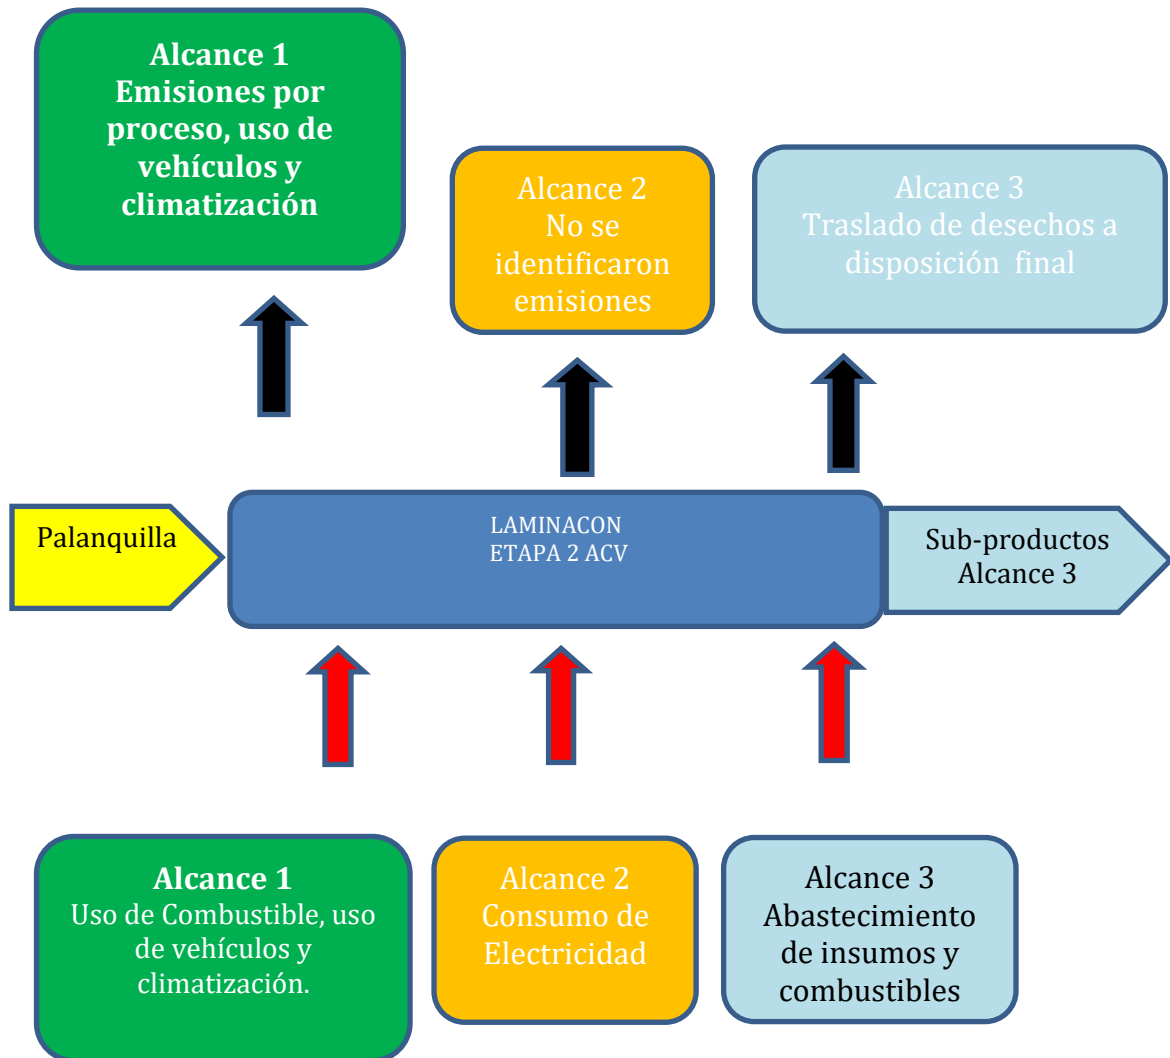 Alcance 1
Emisiones por
proceso, uso de
vehículos y
climatización
Alcance 2
No se
identificaron
emisiones
Alcance 3
Traslado de desechos a
disposición final
Palanquilla
LAMINACON
ETAPA 2 ACV
Sub-productos
Alcance 3
Alcance 1
Uso de Combustible, uso
de vehículos y
climatización.
Alcance 2
Consumo de
Electricidad
Alcance 3
Abastecimiento
de insumos y
combustibles